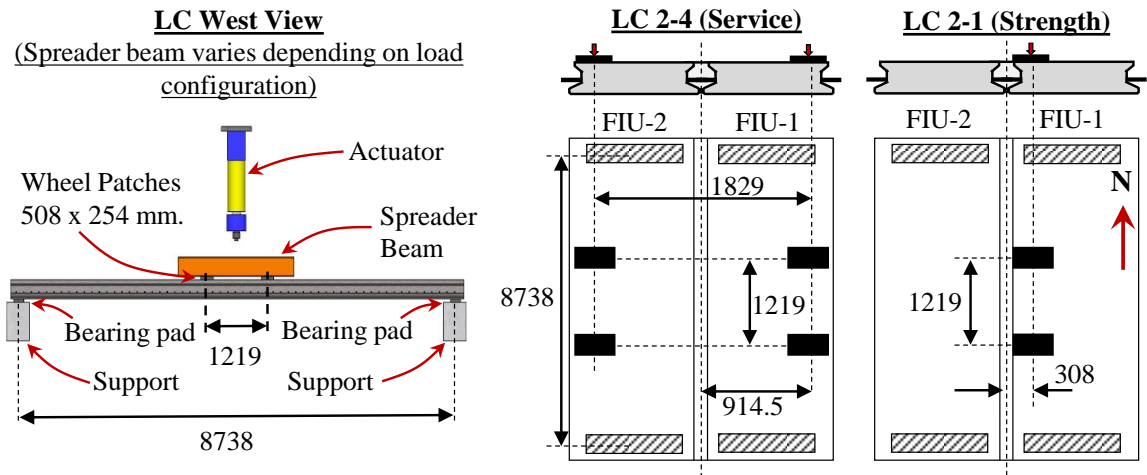 LC West View
(Spreader beam varies depending on load
configuration)
Actuator
Wheel Patches
508 x 254 mm.
Spreader
Beam
Bearing pad
Bearing pad
1219
Support
Support
8738
LC 2-4 (Service)
FIU-2
FIU-1
1829
8738
1219
914.5
LC 2-1 (Strength)
FIU-2
FIU-1
N
1219
308